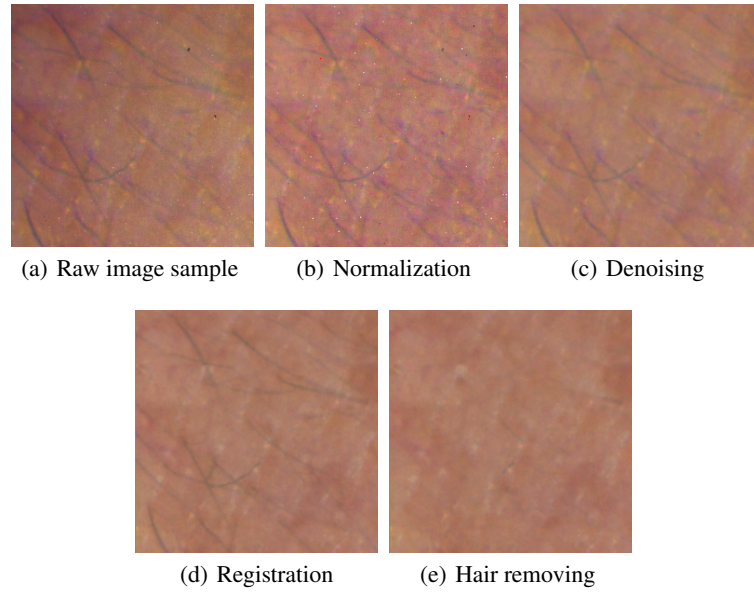 (a) Raw image sample
(b) Normalization
(c) Denoising
(d) Registration
(e) Hair removing